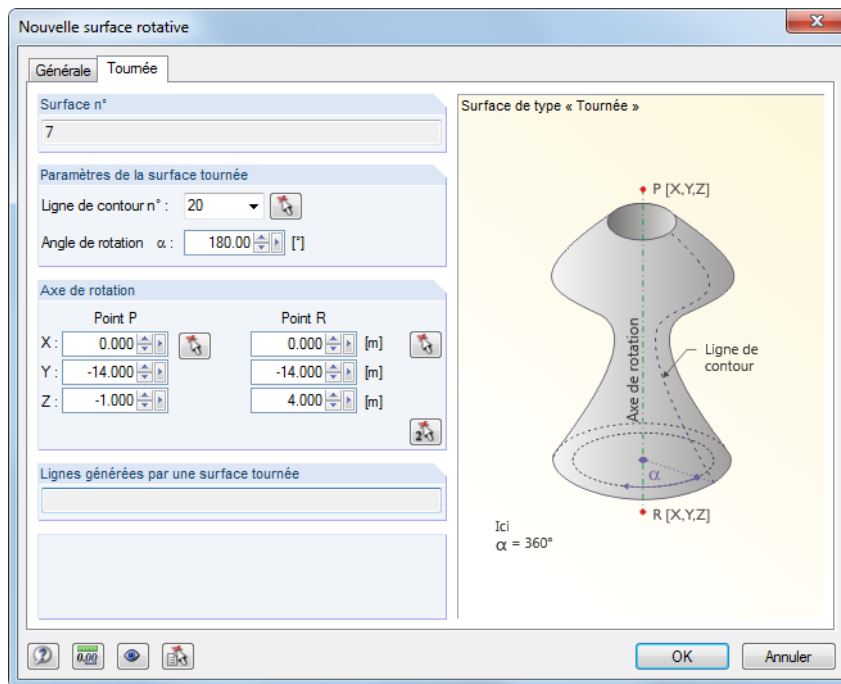 Nouvelle surface rotative
Générale
Tournée
Surface n°
7
Paramètres de la surface tournée
Ligne de contour n° : 20
Angle de rotation α : 180.00 [°]
Axe de rotation
Point P Point R
X : 0.000 0.000 [m]
Y : -14.000 -14.000 [m]
Z : -1.000 4.000 [m]
Lignes générées par une surface tournée
Surface de type « Tournée »
P [X,Y,Z]
Axe de rotation
Ligne de
contour
α
R [X,Y,Z]
Ici
α = 360°
0.00
OK
Annuler